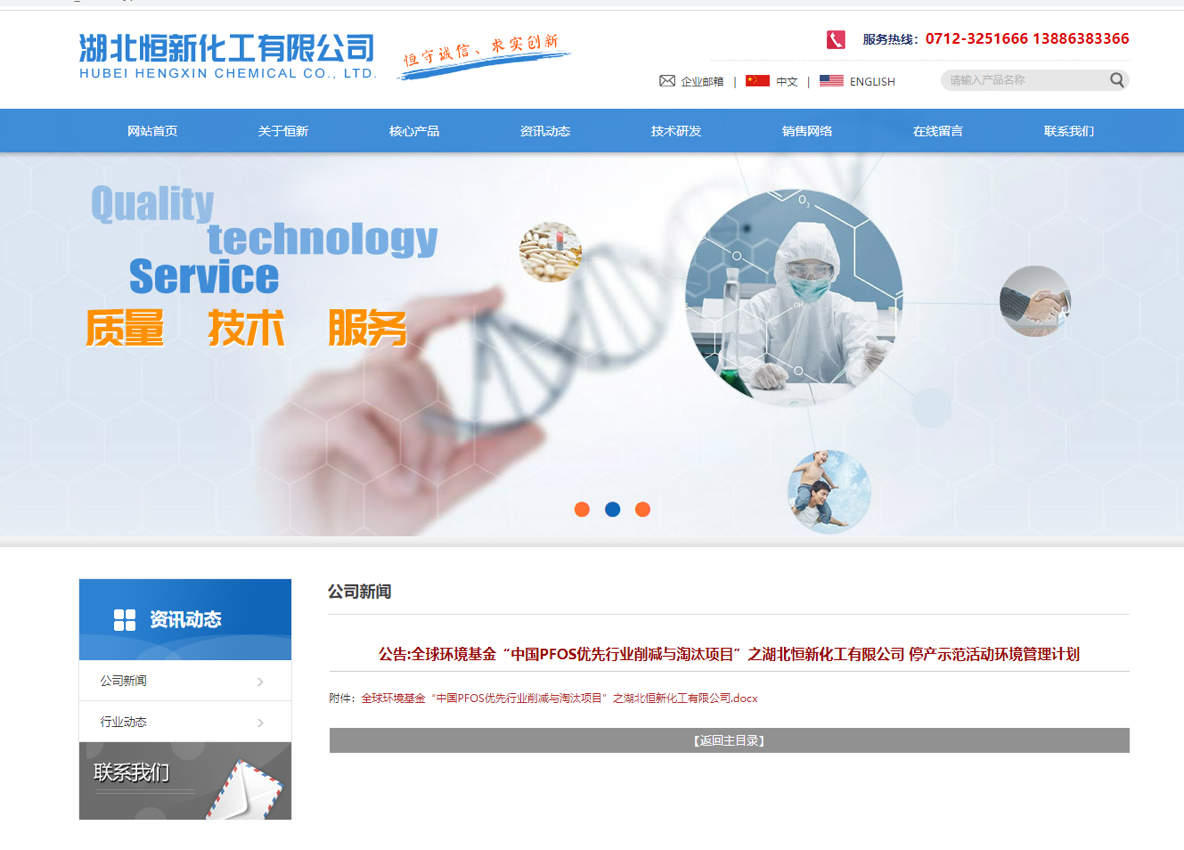 湖北恒新化工有限公司
HUBEI HENGXIN CHEMICAL CO., LTD.
恒守诚信、求实创新
服务热线：0712-3251666 13886383366
企业邮箱 | 中文 | ENGLISH
请输入产品名称
网站首页 关于恒新 核心产品 资讯动态 技术研发 销售网络 在线留言 联系我们
Quality
technology
Service
质量 技术 服务
O3
O
OH
O
资讯动态
公司新闻
行业动态
联系我们
公司新闻
公告:全球环境基金“中国PFOS优先行业削减与淘汰项目”之湖北恒新化工有限公司 停产示范活动环境管理计划
附件：全球环境基金“中国PFOS优先行业削减与淘汰项目”之湖北恒新化工有限公司.docx
【返回主目录】